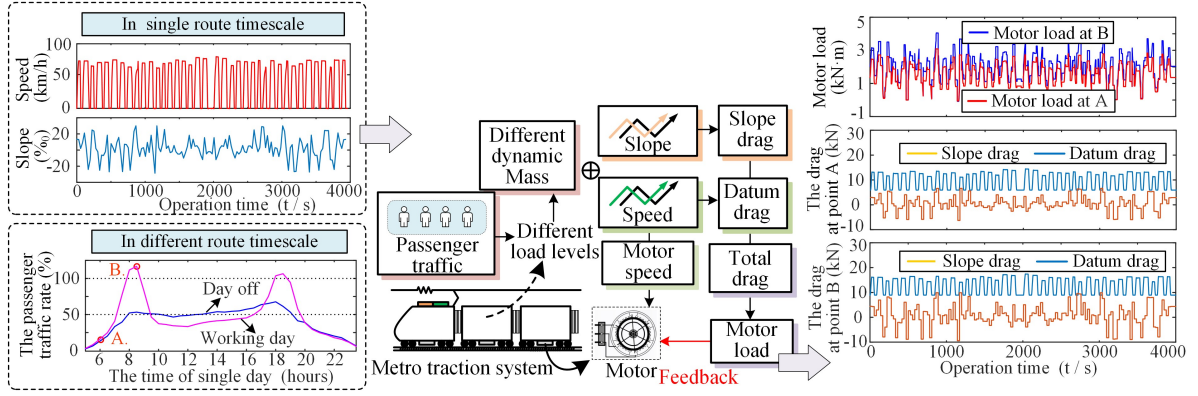 In single route timescale
Speed
(km/h)
100
0
Slope
(‰)
20
-20
0
1000
2000
3000
4000
Operation time (t / s)
In different route timescale
The passenger
traffic rate (%)
100
50
0
B.
A.
Day off
Working day
6 8 10 12 14 16 18 20 22
The time of single day (hours)
Passenger
traffic
Different
dynamic
Mass
Different
load levels
Slope
Slope
drag
Speed
Datum
drag
Motor
speed
Total
drag
Motor
load
Metro traction system
Motor
Feedback
Motor load
kN·m)
5
3
1
-1
Motor load at B
Motor load at A
The drag
at point A (kN)
30
20
10
0
-10
Slope drag
Datum drag
The drag
at point B (kN)
30
20
10
0
-10
Slope drag
Datum drag
0
1000
2000
3000
4000
Operation time (t / s)